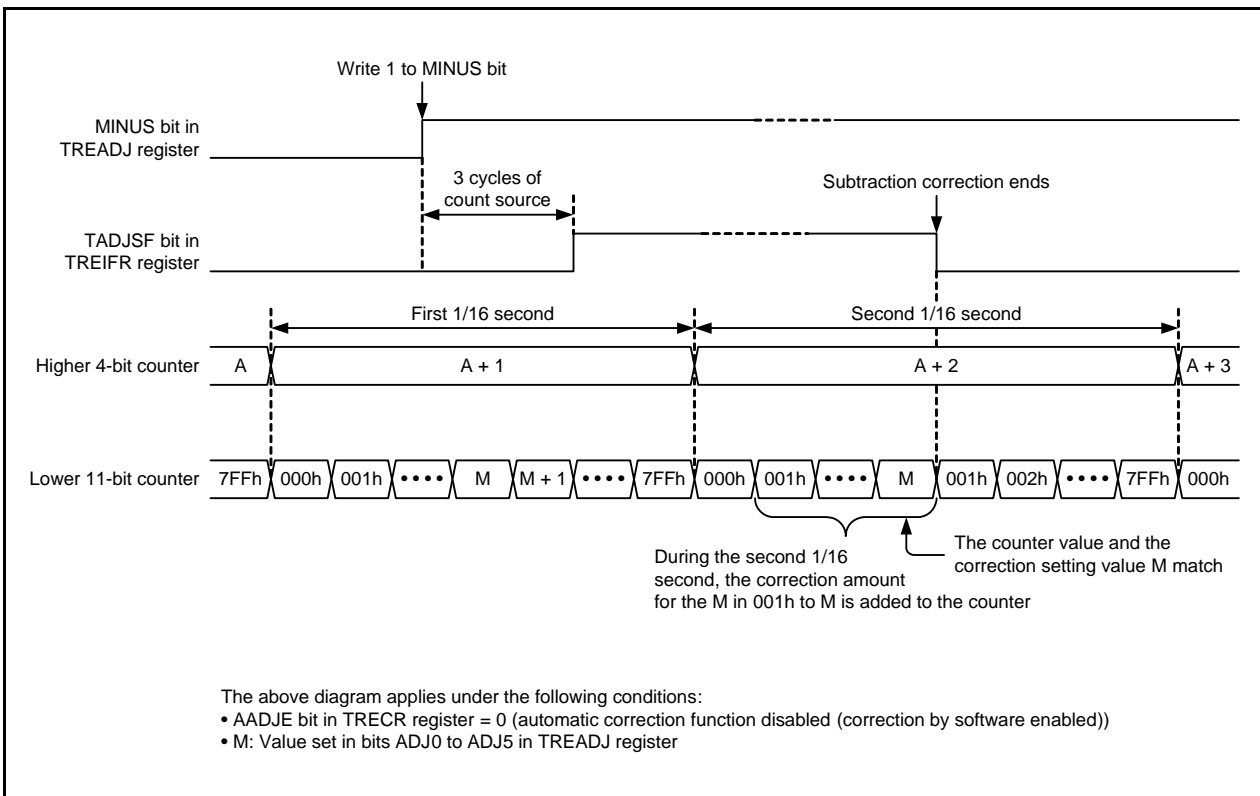 Write 1 to MINUS bit
MINUS bit in
TREADJ register
3 cycles of
count source
Subtraction correction ends
TADJSF bit in
TREIFR register
First 1/16 second
Second 1/16 second
Higher 4-bit counter
A
A + 1
A + 2
A + 3
Lower 11-bit counter
7FFh
000h
001h
••••
M
M + 1
••••
7FFh
000h
001h
••••
M
001h
002h
••••
7FFh
000h
During the second 1/16
second, the correction amount
for the M in 001h to M is added to the counter
The counter value and the
correction setting value M match
The above diagram applies under the following conditions:
• AADJE bit in TRECR register = 0 (automatic correction function disabled (correction by software enabled))
• M: Value set in bits ADJ0 to ADJ5 in TREADJ register